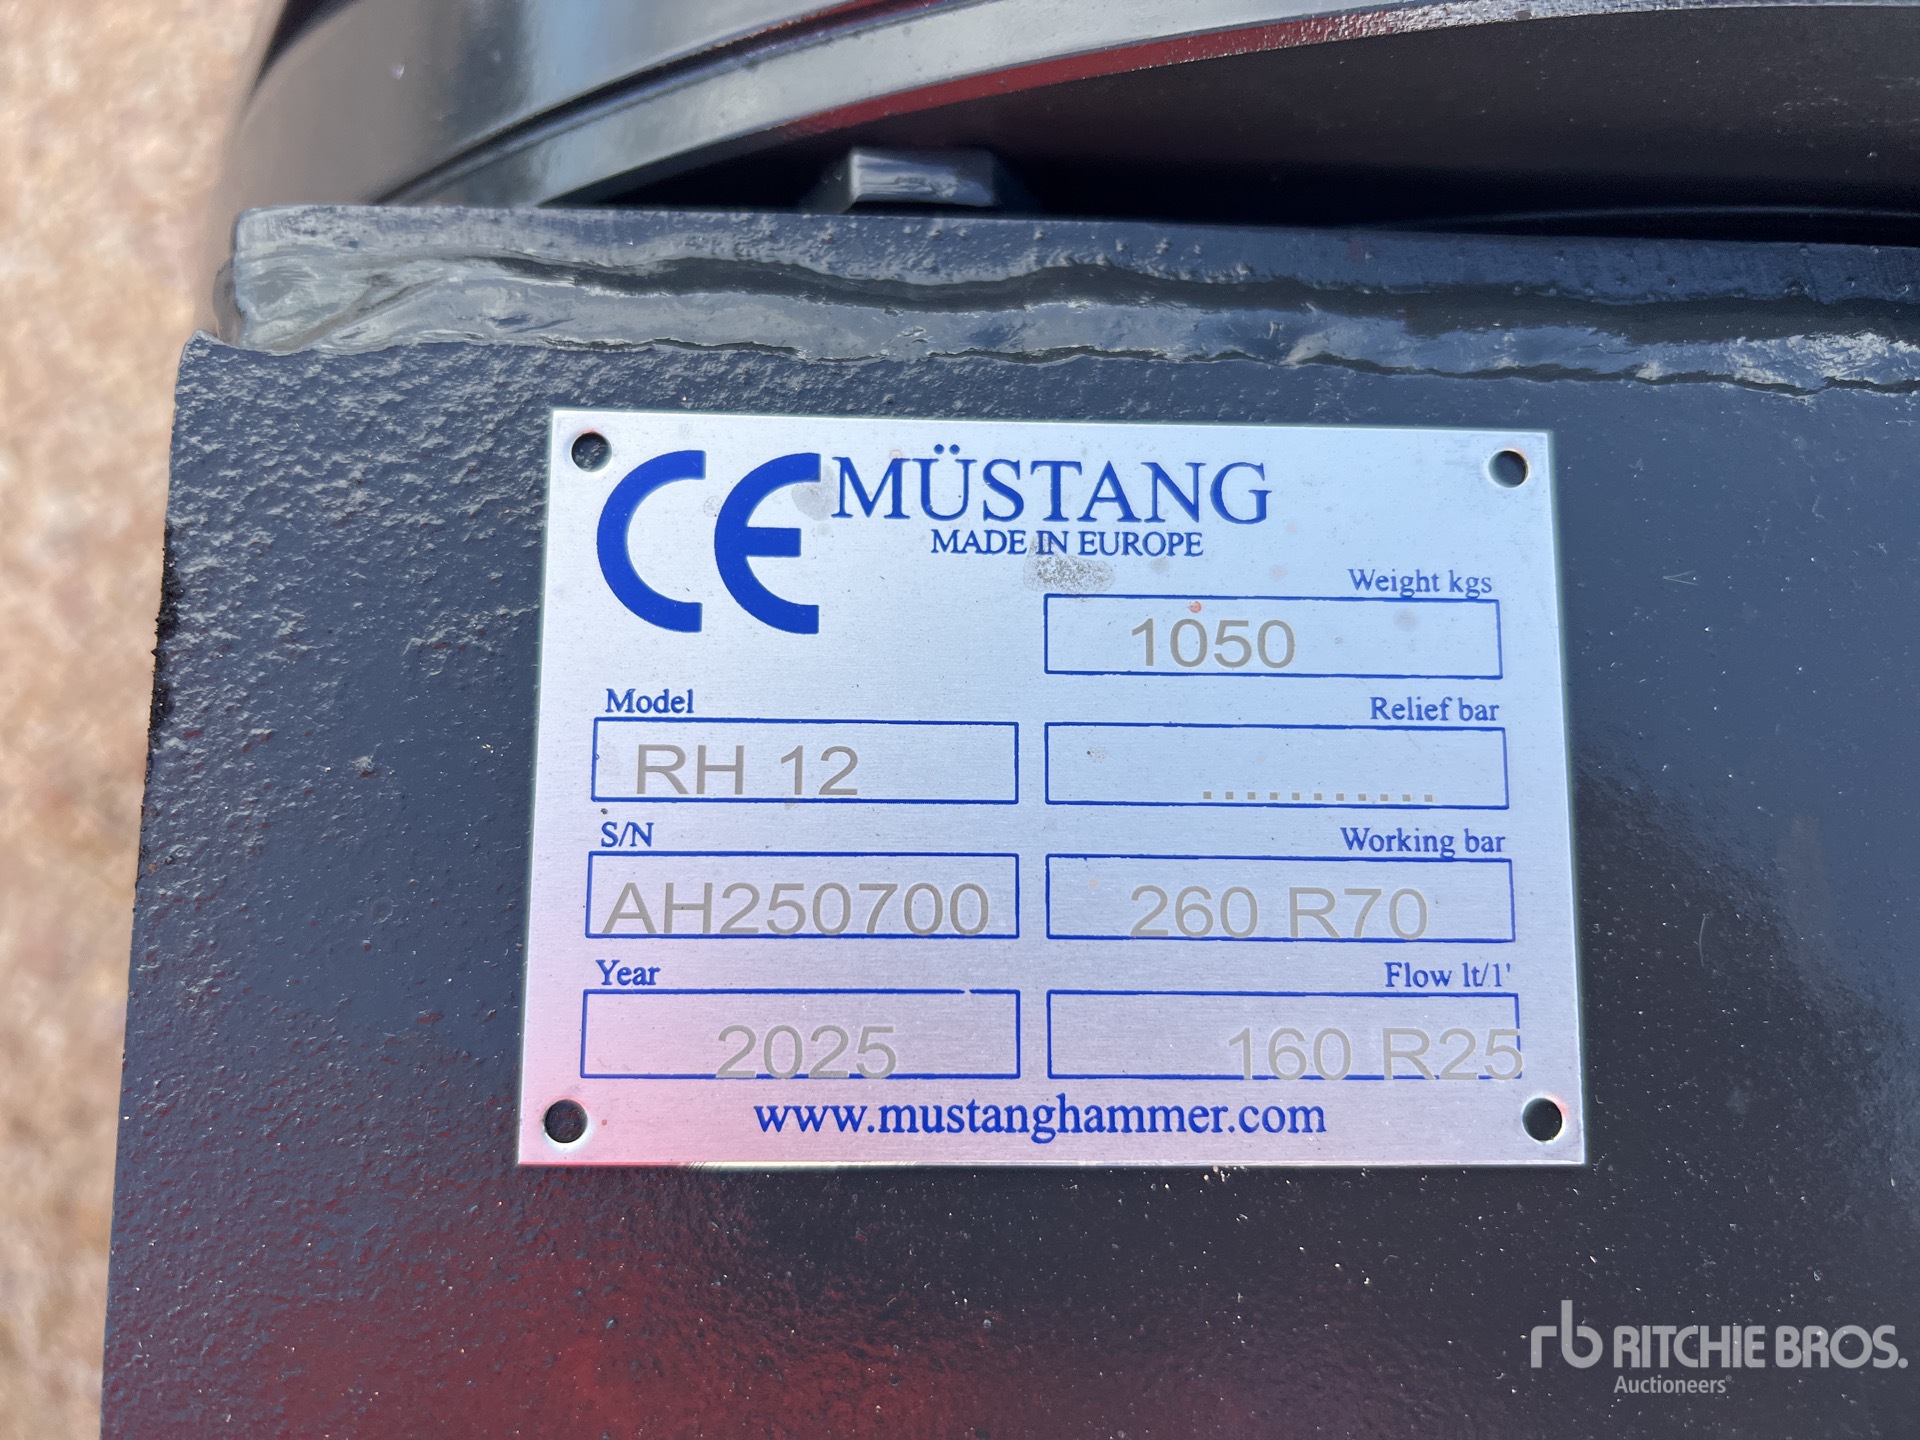 CE MÜSTANG
MADE IN EUROPE
Weight kgs
1050
Model
RH 12
Relief bar
...........
S/N
AH250700
Working bar
260 R70
Year
2025
Flow lt/1'
160 R25
www.mustanghammer.com
rb RITCHIE BROS.
Auctioneers